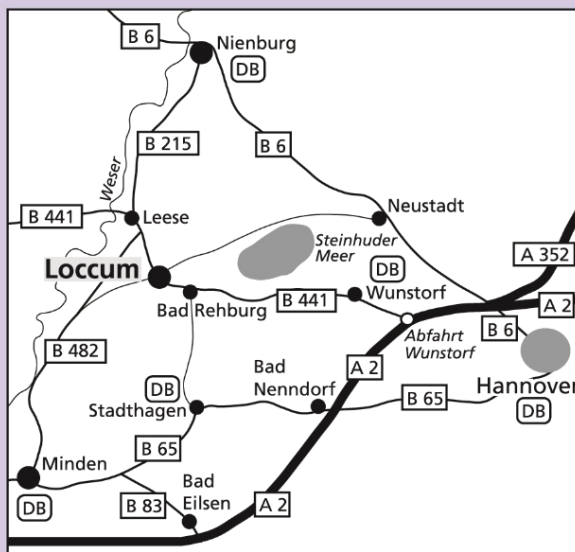 B 6
Nienburg
DB
B 215
B 6
Weser
B 441
Leese
Neustadt
Steinhuder
Meer
A 352
Loccum
DB
Wunstorf
B 441
Bad Rehburg
A 2
B 6
Abfahrt
Wunstorf
B 482
A 2
Bad
Nenndorf
Hannover
DB
DB
Stadthagen
B 65
B 65
Minden
DB
Bad
Eilsen
B 83
A 2